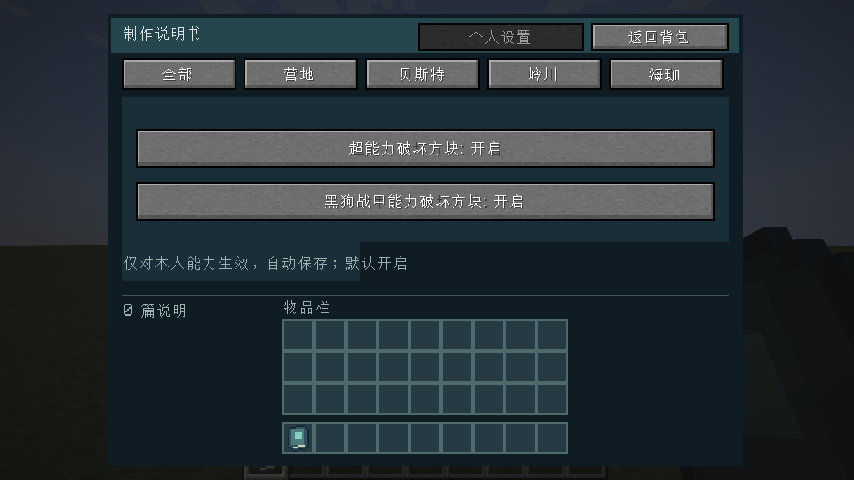 制作说明书
个人设置
返回背包
全部
营地
贝斯特
岭川
海珈
超能力破坏方块: 开启
黑狗战甲能力破坏方块: 开启
仅对本人能力生效，自动保存；默认开启
0 篇说明
物品栏